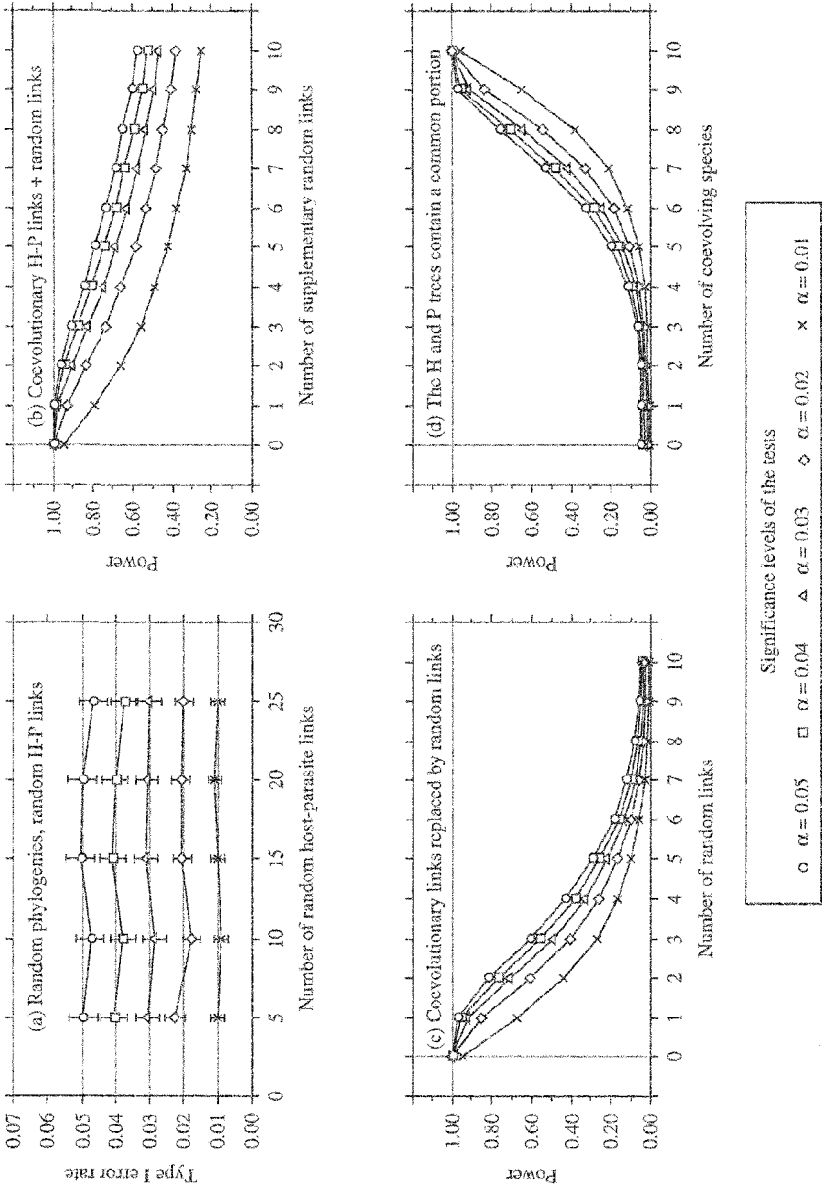 (a) Random phylogenies, random H-P links
Type I error rate
0.07
0.06
0.05
0.04
0.03
0.02
0.01
0.00
0 5 10 15 20 25 30
Number of random host-parasite links
(b) Coevolutionary H-P links + random links
Power
1.00
0.80
0.60
0.40
0.20
0.00
0 1 2 3 4 5 6 7 8 9 10
Number of supplementary random links
(c) Coevolutionary links replaced by random links
Power
1.00
0.80
0.60
0.40
0.20
0.00
0 1 2 3 4 5 6 7 8 9 10
Number of random links
(d) The H and P trees contain a common portion
Power
1.00
0.80
0.60
0.40
0.20
0.00
0 1 2 3 4 5 6 7 8 9 10
Number of coevolving species
Significance levels of the tests
α = 0.05 α = 0.04 α = 0.03 α = 0.02 α = 0.01